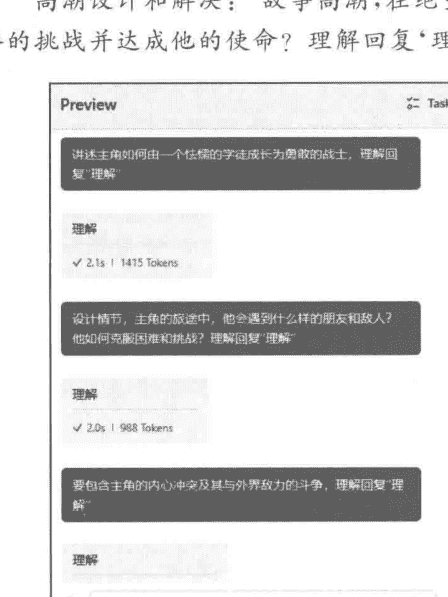 高潮设计和解决：“故事高潮，在绝
的挑战并达成他的使命？理解回复‘理
Preview
Task
讲述主角如何由一个怯懦的学徒成长为勇敢的战士，理解回
复“理解”
理解
✓ 2.1s | 1415 Tokens
设计情节，主角的旅途中，他会遇到什么样的朋友和敌人？
他如何克服困难和挑战？理解回复“理解”
理解
✓ 2.0s | 988 Tokens
要包含主角的内心冲突及其与外界敌力的斗争，理解回复“理
解”
理解